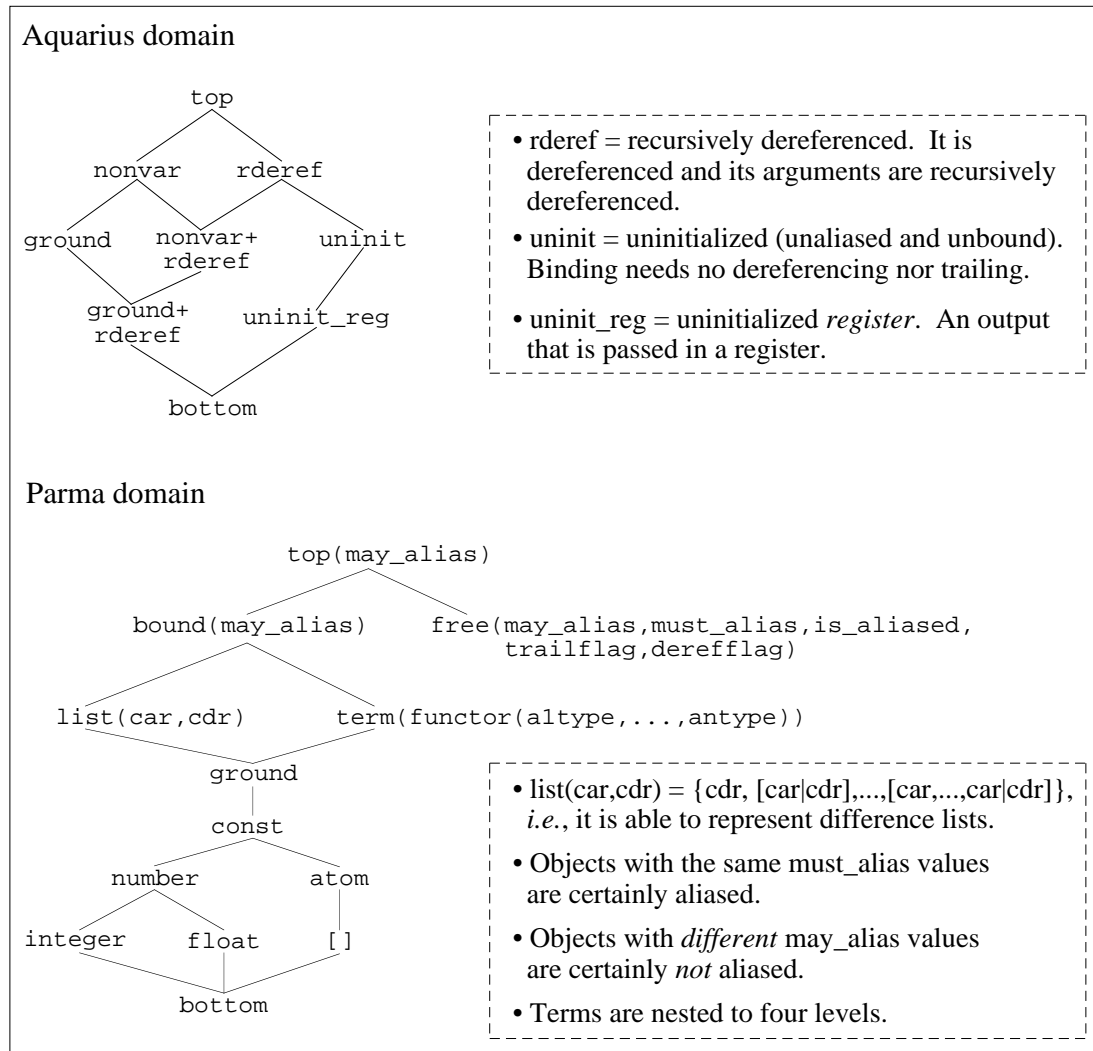 Aquarius domain
top
nonvar rderef
ground nonvar+ uninit
rderef
ground+ uninit_reg
rderef
bottom
• rderef = recursively dereferenced. It is
dereferenced and its arguments are recursively
dereferenced.
• uninit = uninitialized (unaliased and unbound).
Binding needs no dereferencing nor trailing.
• uninit_reg = uninitialized register. An output
that is passed in a register.
Parma domain
top(may_alias)
bound(may_alias) free(may_alias,must_alias,is_aliased,
trailflag,derefflag)
list(car,cdr) term(functor(a1type,...,antype))
ground
const
number atom
integer float []
bottom
• list(car,cdr) = {cdr, [car|cdr],...,[car,...,car|cdr]},
i.e., it is able to represent difference lists.
• Objects with the same must_alias values
are certainly aliased.
• Objects with different may_alias values
are certainly not aliased.
• Terms are nested to four levels.